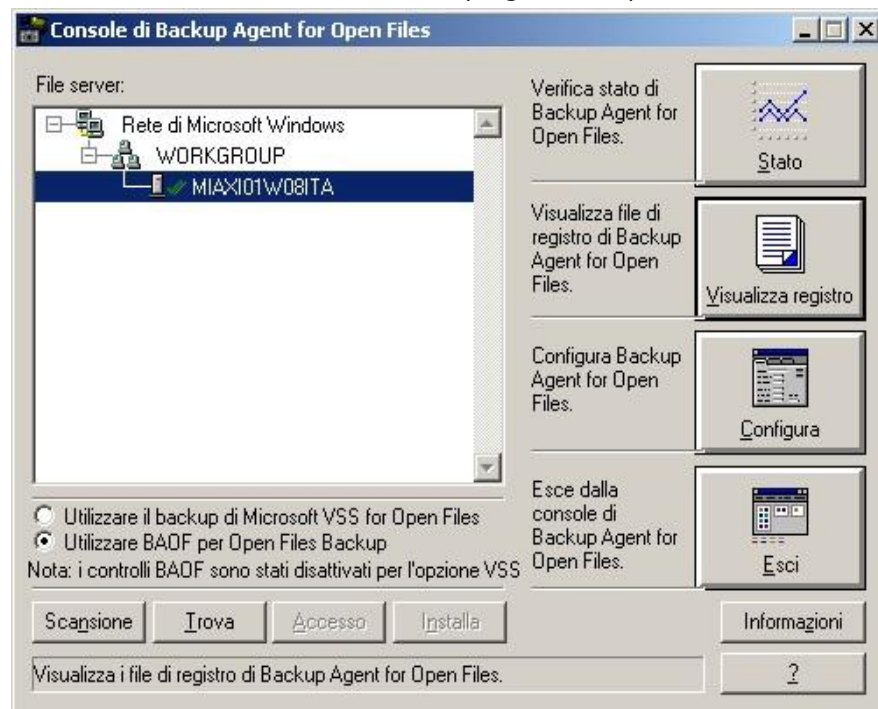 Console di Backup Agent for Open Files
File server:
Rete di Microsoft Windows
WORKGROUP
MIAXI01W08ITA
Utilizzare il backup di Microsoft VSS for Open Files
Utilizzare BAOF per Open Files Backup
Nota: i controlli BAOF sono stati disattivati per l'opzione VSS
Verifica stato di
Backup Agent for
Open Files.
Stato
Visualizza file di
registro di Backup
Agent for Open
Files.
Visualizza registro
Configura Backup
Agent for Open
Files.
Configura
Esce dalla
console di
Backup Agent for
Open Files.
Esci
Scansione
Trova
Accesso
Installa
Informazioni
Visualizza i file di registro di Backup Agent for Open Files.
?